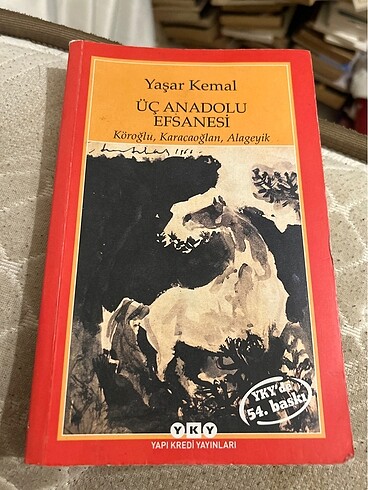 Yaşar Kemal
ÜÇ ANADOLU
EFSANESİ
Köroğlu, Karacaoğlan, Alageyik
YKY'de
54. baskı
YKY
YAPI KREDİ YAYINLARI